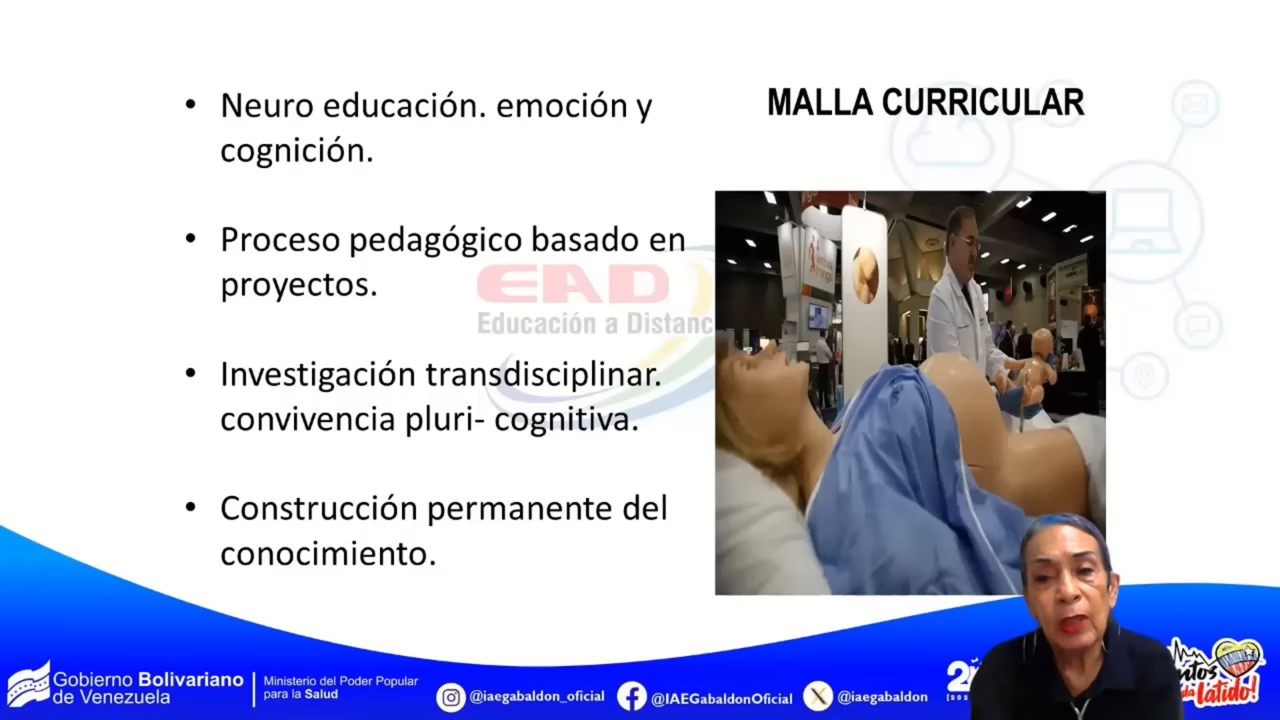 MALLA CURRICULAR
• Neuro educación. emoción y
cognición.
• Proceso pedagógico basado en
proyectos.
• Investigación transdisciplinar.
convivencia pluri- cognitiva.
• Construcción permanente del
conocimiento.
EAD
Educación a Distanc
Gobierno Bolivariano
de Venezuela
Ministerio del Poder Popular
para la Salud
@iaegabaldon_oficial
@IAEGabaldonOficial
@iaegabaldon
latido!